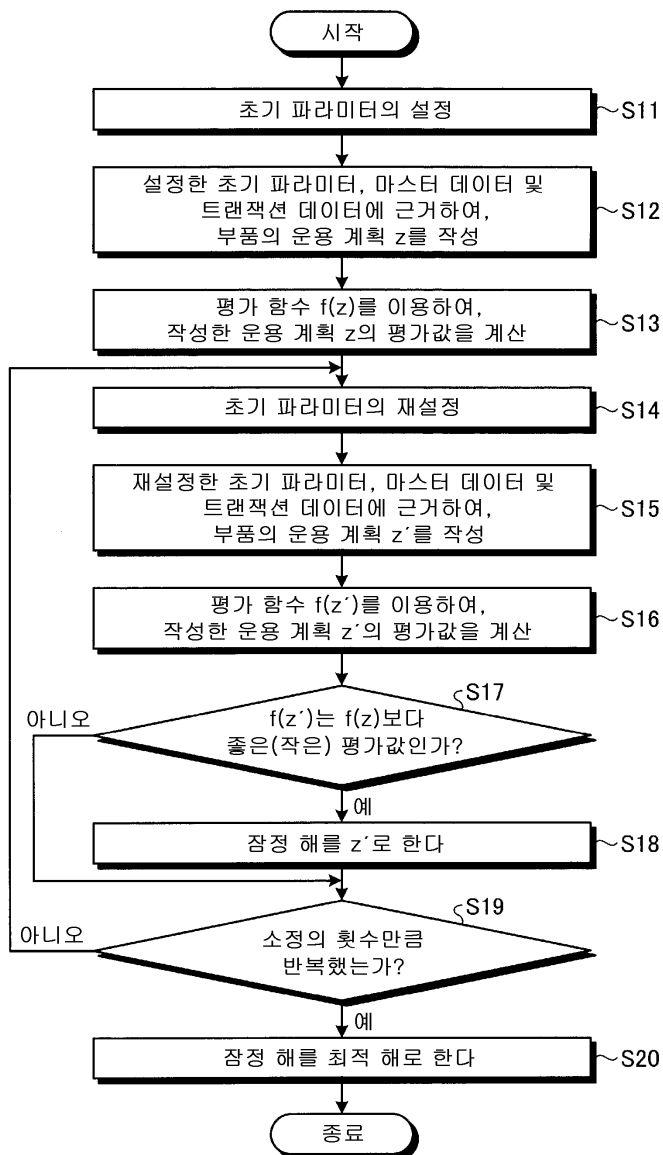 시작
초기 파라미터의 설정
S11
설정한 초기 파라미터, 마스터 데이터 및
트랜잭션 데이터에 근거하여,
부품의 운용 계획 z를 작성
S12
평가 함수 f(z)를 이용하여,
작성한 운용 계획 z의 평가값을 계산
S13
초기 파라미터의 재설정
S14
재설정한 초기 파라미터, 마스터 데이터 및
트랜잭션 데이터에 근거하여,
부품의 운용 계획 z´를 작성
S15
평가 함수 f(z´)를 이용하여,
작성한 운용 계획 z´의 평가값을 계산
S16
S17
아니오
f(z´)는 f(z)보다
좋은(작은) 평가값인가?
예
잠정 해를 z´로 한다
S18
S19
아니오
소정의 횟수만큼
반복했는가?
예
잠정 해를 최적 해로 한다
S20
종료